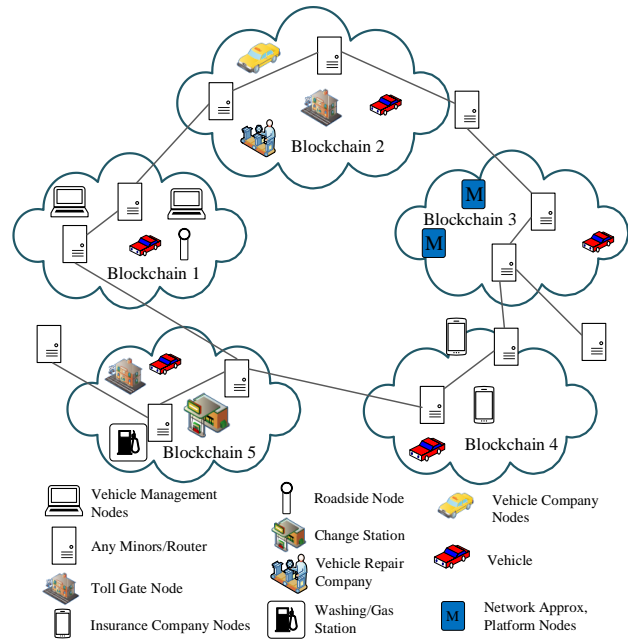 Blockchain 2
M
Blockchain 3
M
Blockchain 1
Blockchain 5
Blockchain 4
Vehicle Management
Nodes
Roadside Node
Vehicle Company
Nodes
Any Minors/Router
Change Station
Vehicle Repair
Company
Vehicle
Toll Gate Node
Insurance Company Nodes
Washing/Gas
Station
M
Network Approx,
Platform Nodes